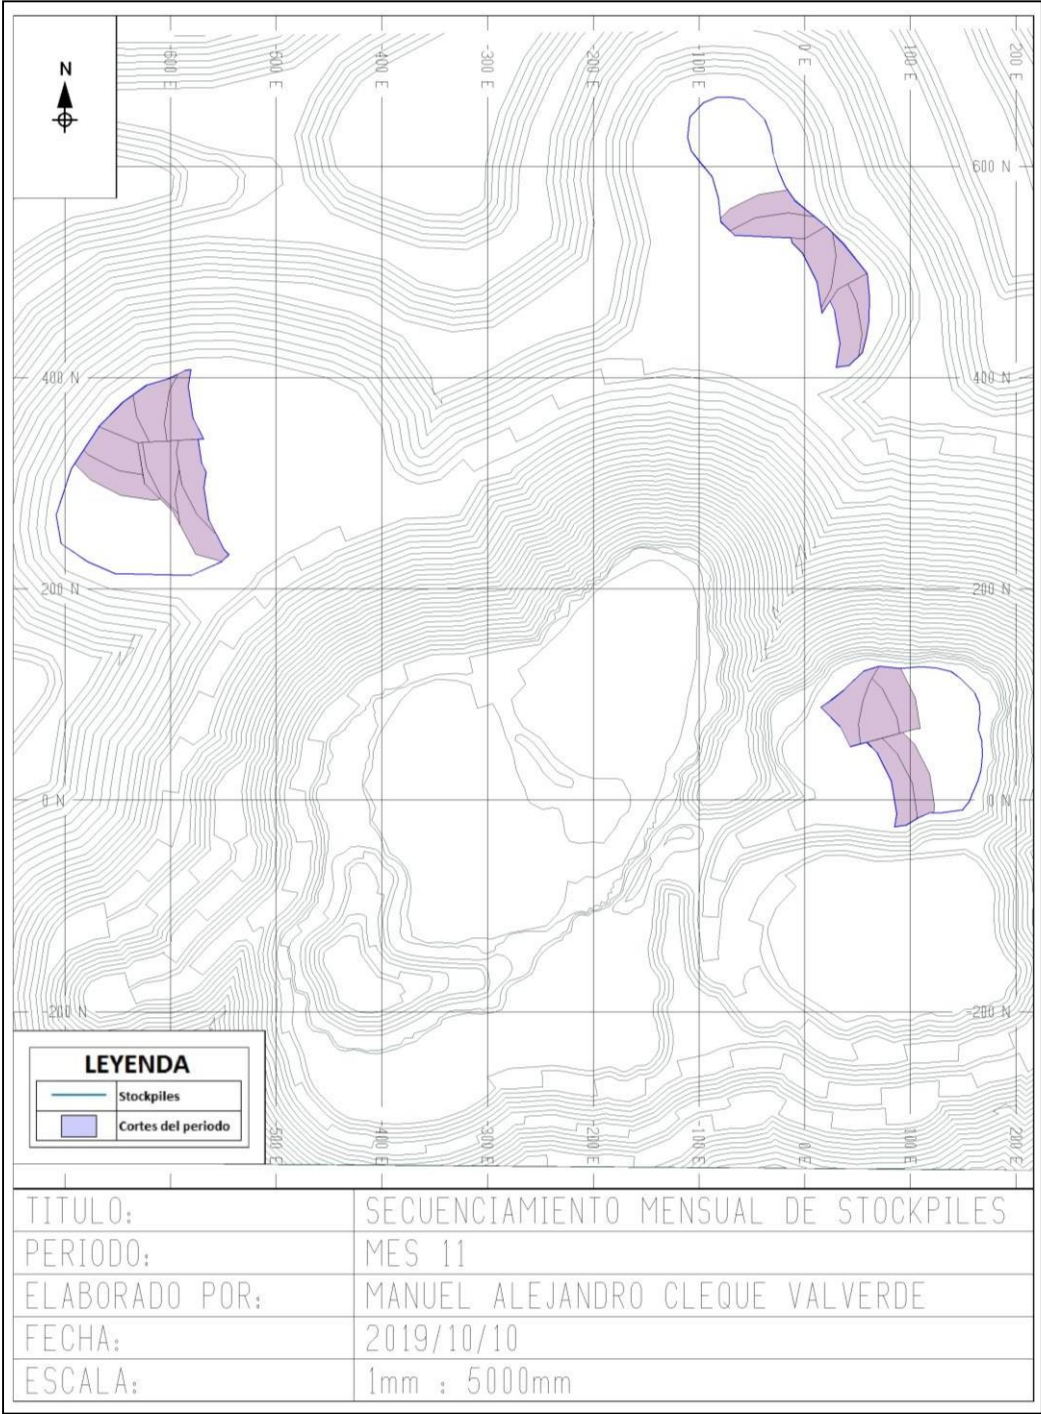 N
-600 E
-600 E
-400 E
-300 E
-200 E
-100 E
0 E
100 E
200 E
600 N
400 N
400 N
200 N
200 N
0 N
0 N
-200 N
-200 N
-500 E
-400 E
-300 E
-200 E
-100 E
0 E
100 E
200 E
LEYENDA
Stockpiles
Cortes del periodo
TITULO: SECUENCIAMIENTO MENSUAL DE STOCKPILES
PERIODO: MES 11
ELABORADO POR: MANUEL ALEJANDRO CLEQUE VALVERDE
FECHA: 2019/10/10
ESCALA: 1mm : 5000mm